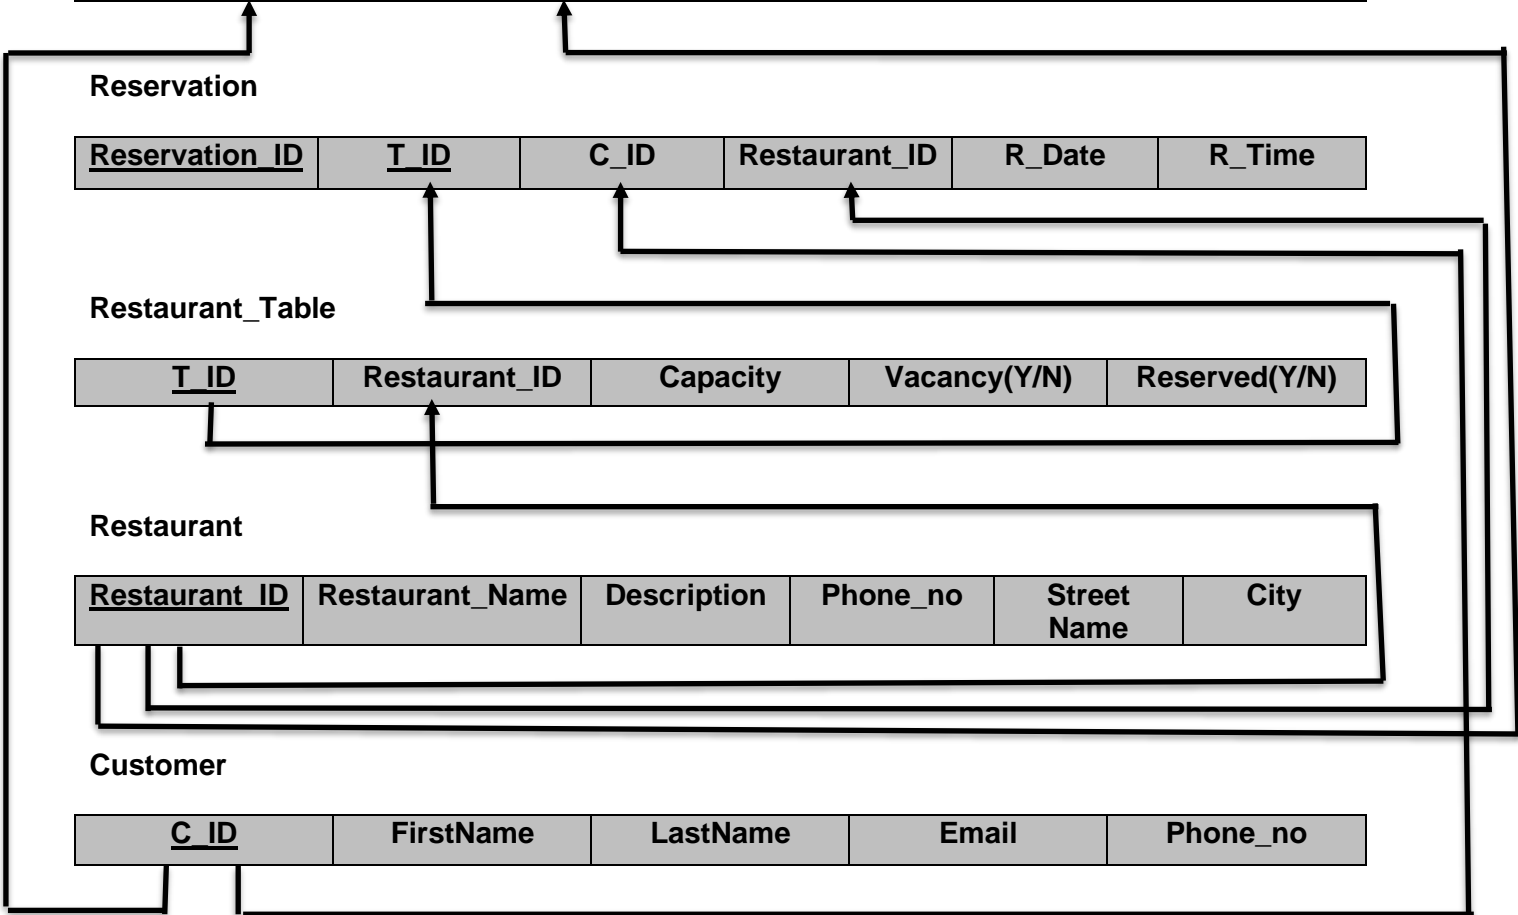 Reservation
Reservation_ID T_ID C_ID Restaurant_ID R_Date R_Time
Restaurant_Table
T_ID Restaurant_ID Capacity Vacancy(Y/N) Reserved(Y/N)
Restaurant
Restaurant_ID Restaurant_Name Description Phone_no Street City
Name
Customer
C_ID FirstName LastName Email Phone_no